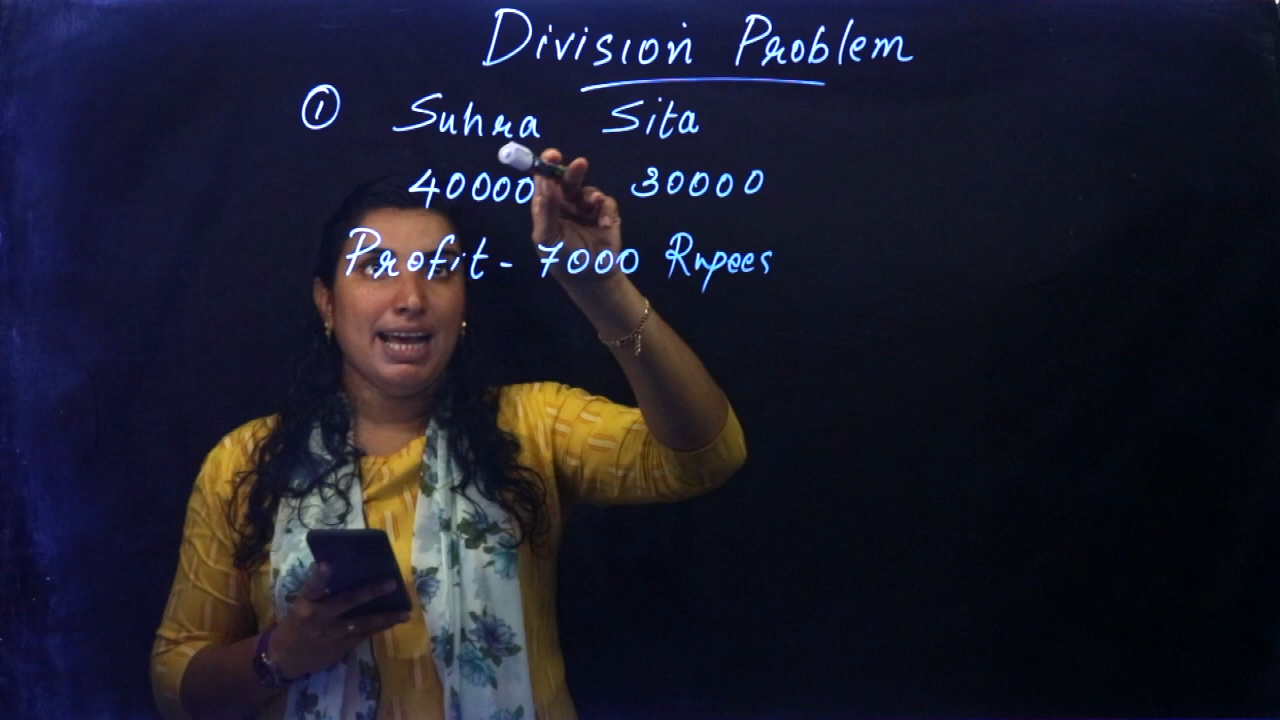 Division Problem
① Suhra Sita
40000 30000
Profit - 7000 Rupees